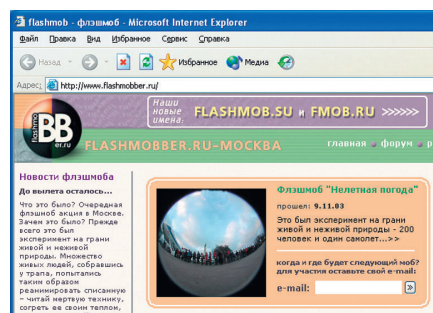 flashmob - флэшмоб - Microsoft Internet Explorer
Файл Правка Вид Избранное Сервис Справка
Назад Избранное Медиа
Адрес: http://www.flashmobber.ru/
Наши новые имена: FLASHMOB.SU и FMOB.RU >>>>>>
flashmo BB er.ru
FLASHMOBBER.RU-МОСКВА
главная форум р
Новости флэшмоба
До вылета осталось...
Что это было? Очередная
флэшмоб акция в Москве.
Зачем это было? Прежде
всего это был
эксперимент на грани
живой и неживой
природы. Множество
живых людей, собравшись
у трапа, попытались
таким образом
реанимировать списанную
– читай мертвую технику,
согреть ее своим теплом,
Флэшмоб "Нелетная погода"
прошел: 9.11.03
Это был эксперимент на грани
живой и неживой природы - 200
человек и один самолет...>>
когда и где будет следующий моб?
для участия оставьте свой e-mail:
e-mail: